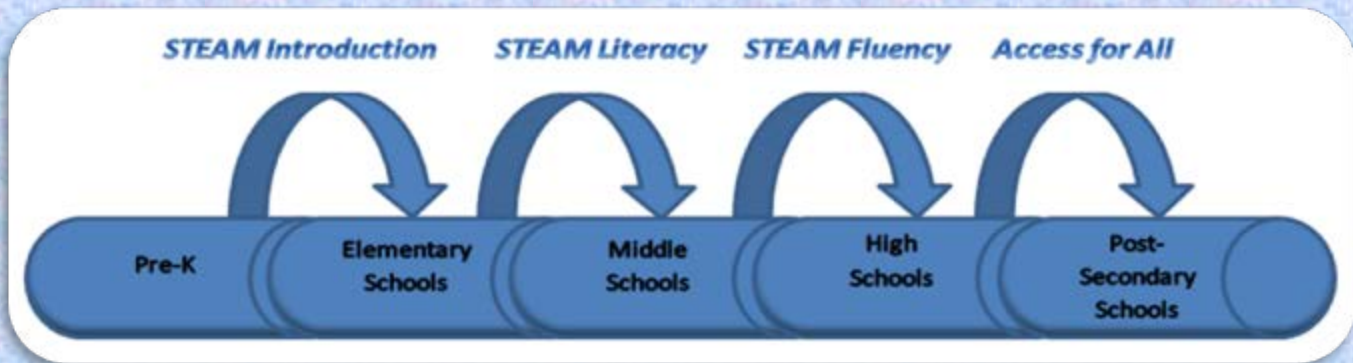 STEAM Introduction
STEAM Literacy
STEAM Fluency
Access for All
Pre-K
Elementary
Schools
Middle
Schools
High
Schools
Post-
Secondary
Schools